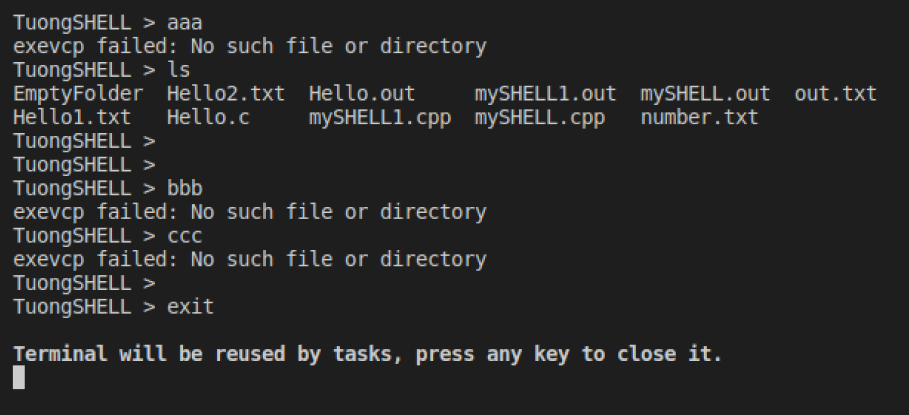 TuongSHELL > aaa
exevcp failed: No such file or directory
TuongSHELL > ls
EmptyFolder  Hello2.txt  Hello.out     mySHELL1.out  mySHELL.out  out.txt
Hello1.txt   Hello.c     mySHELL1.cpp  mySHELL.cpp   number.txt
TuongSHELL >
TuongSHELL >
TuongSHELL > bbb
exevcp failed: No such file or directory
TuongSHELL > ccc
exevcp failed: No such file or directory
TuongSHELL >
TuongSHELL > exit
Terminal will be reused by tasks, press any key to close it.